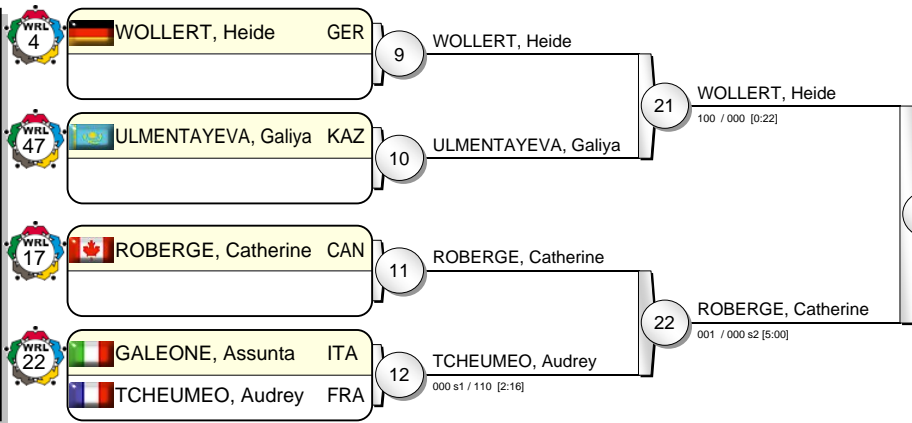 WRL
4
WOLLERT, Heide GER
9
WOLLERT, Heide
21
WOLLERT, Heide
100 / 000 [0:22]
WRL
47
ULMENTAYEVA, Galiya KAZ
10
ULMENTAYEVA, Galiya
WRL
17
ROBERGE, Catherine CAN
11
ROBERGE, Catherine
22
ROBERGE, Catherine
001 / 000 s2 [5:00]
WRL
22
GALEONE, Assunta ITA
TCHEUMEO, Audrey FRA
12
TCHEUMEO, Audrey
000 s1 / 110 [2:16]